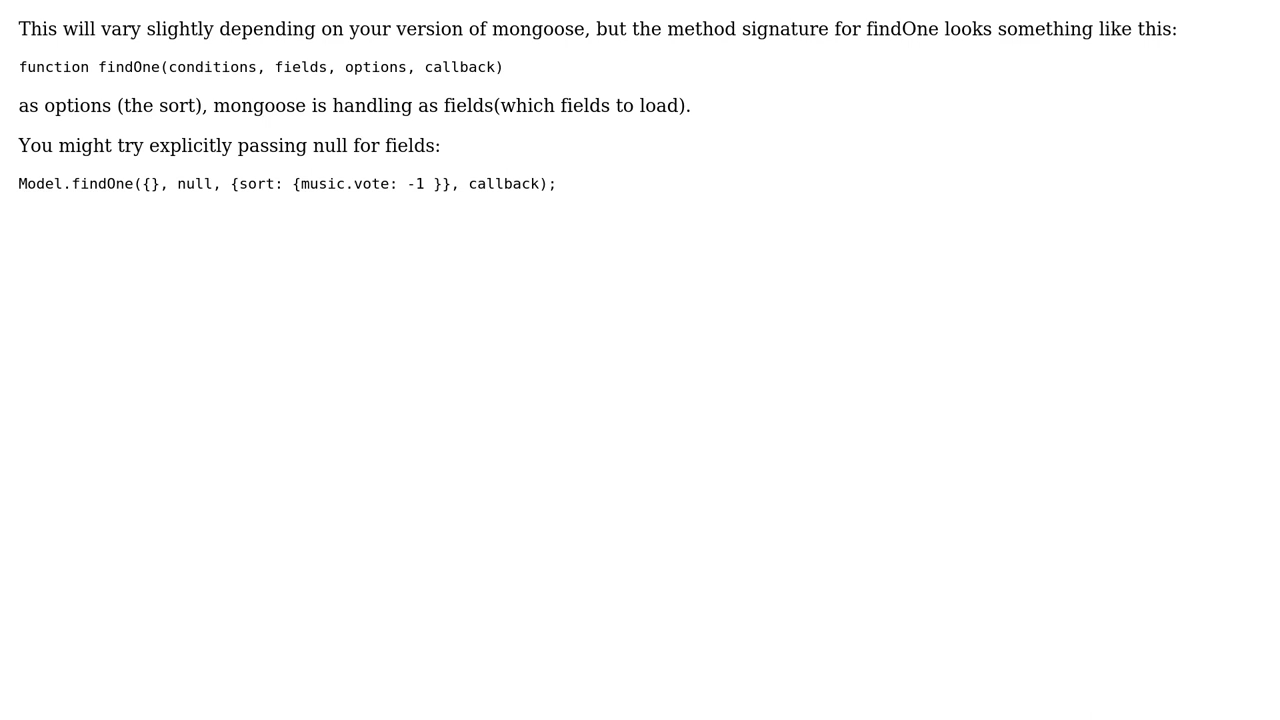 This will vary slightly depending on your version of mongoose, but the method signature for findOne looks something like this:
function findOne(conditions, fields, options, callback)
as options (the sort), mongoose is handling as fields(which fields to load).
You might try explicitly passing null for fields:
Model.findOne({}, null, {sort: {music.vote: -1 }}, callback);